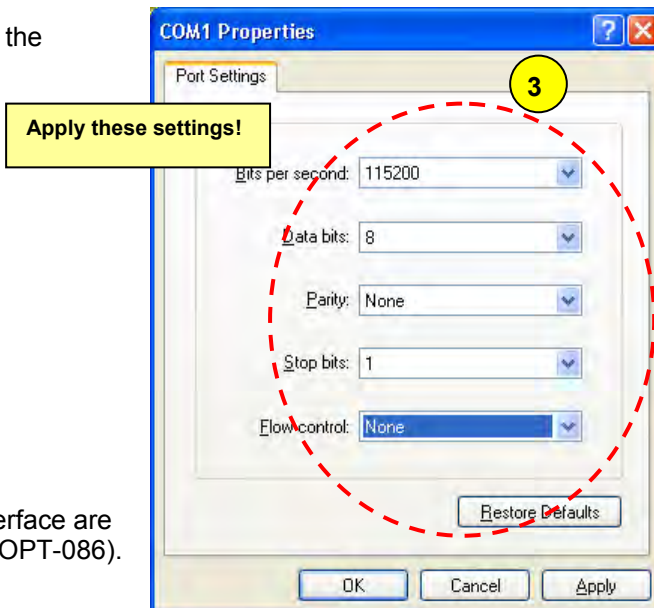 the
COM1 Properties
Port Settings
3
Apply these settings!
Bits per second: 115200
Data bits: 8
Parity: None
Stop bits: 1
Flow control: None
Restore Defaults
erface are
OPT-086).
OK Cancel Apply